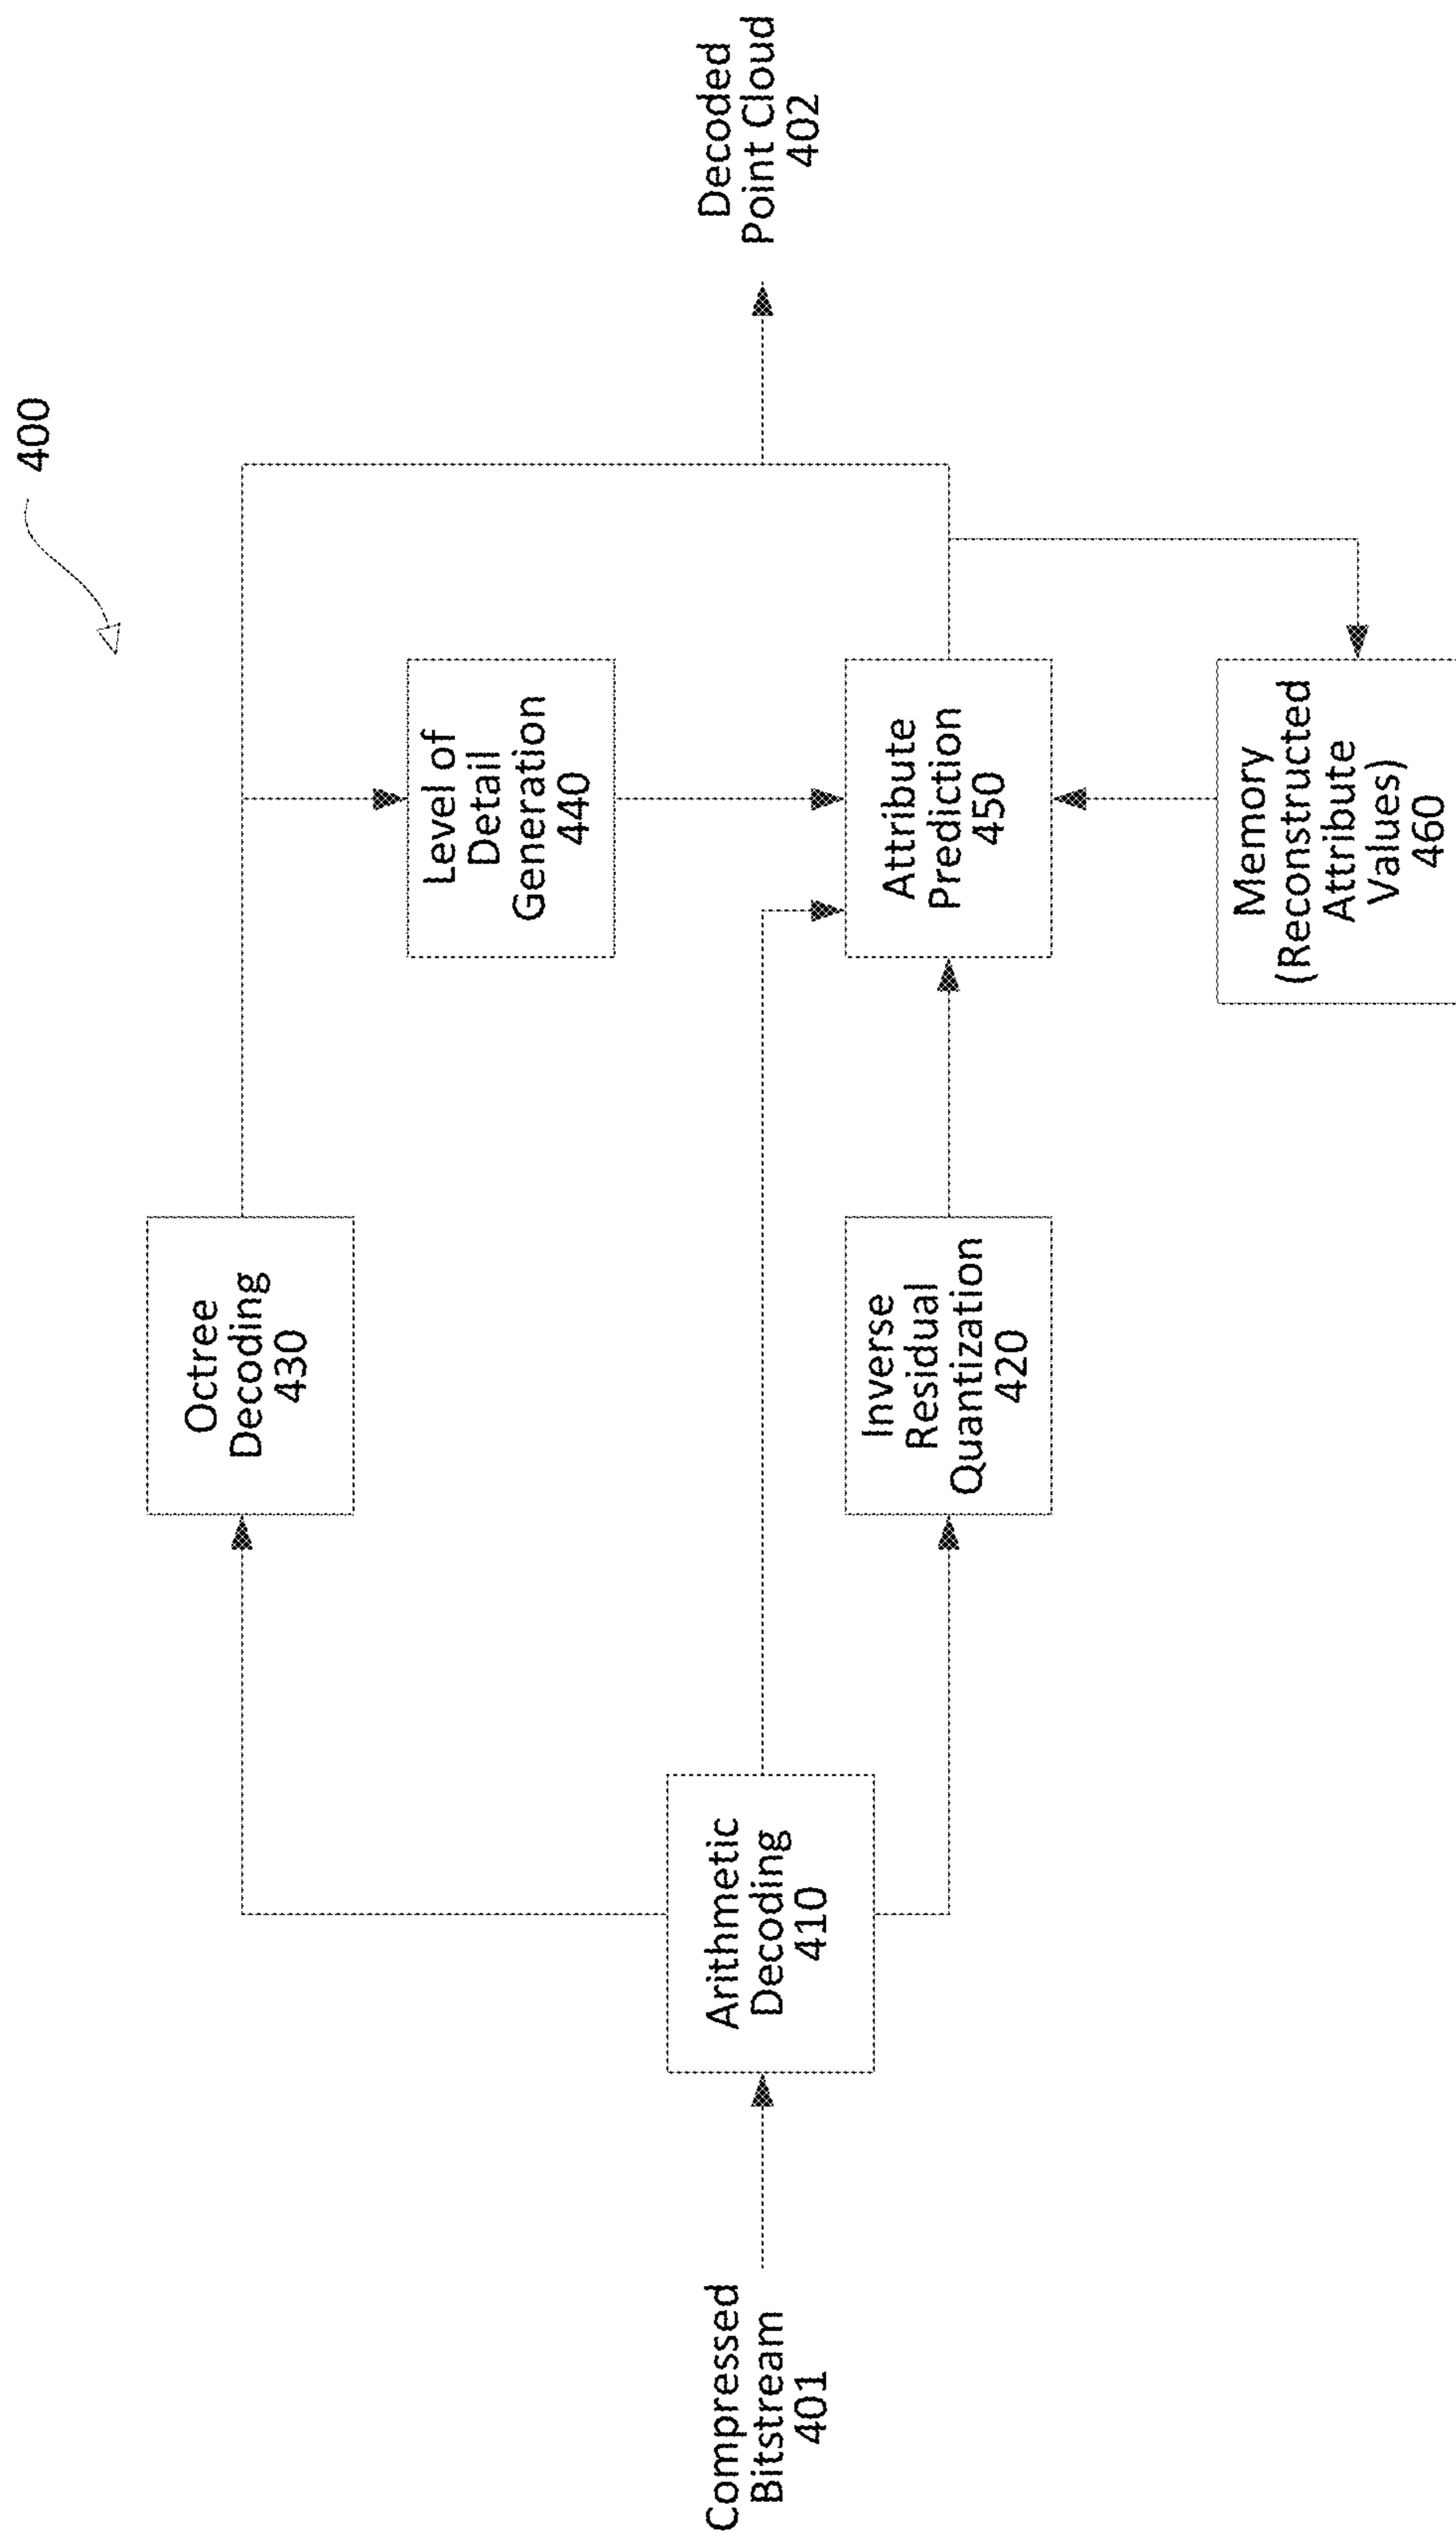 400
Octree
Decoding
430
Level of
Detail
Generation
440
Compressed
Bitstream
401
Arithmetic
Decoding
410
Decoded
Point Cloud
402
Inverse
Residual
Quantization
420
Attribute
Prediction
450
Memory
(Reconstructed
Attribute
Values)
460